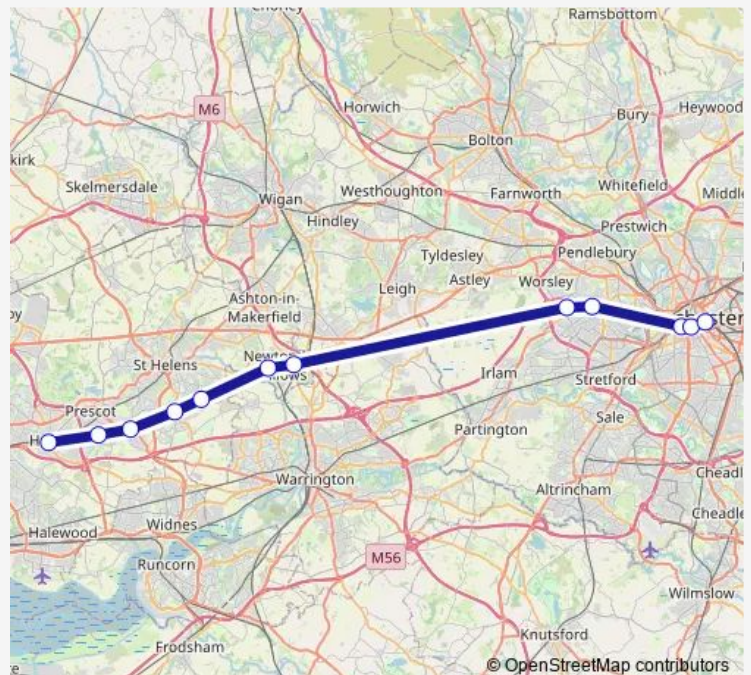 Chorley
Ramsbottom
M6
Horwich
Bury
Heywood
Bolton
kirk
Skelmersdale
Westhoughton
Farnworth
Whitefield
Middl
Wigan
Hindley
Prestwich
Pendlebury
Tyldesley
Astley
Worsley
Leigh
Ashton-in-
Makerfield
St Helens
Irlam
Stretford
Prescot
Sale
Partington
Cheadl
Warrington
Altrincham
Cheadle
Halewood
Widnes
Runcorn
M56
Wilmslow
Knutsford
Frodsham
© OpenStreetMap contributors